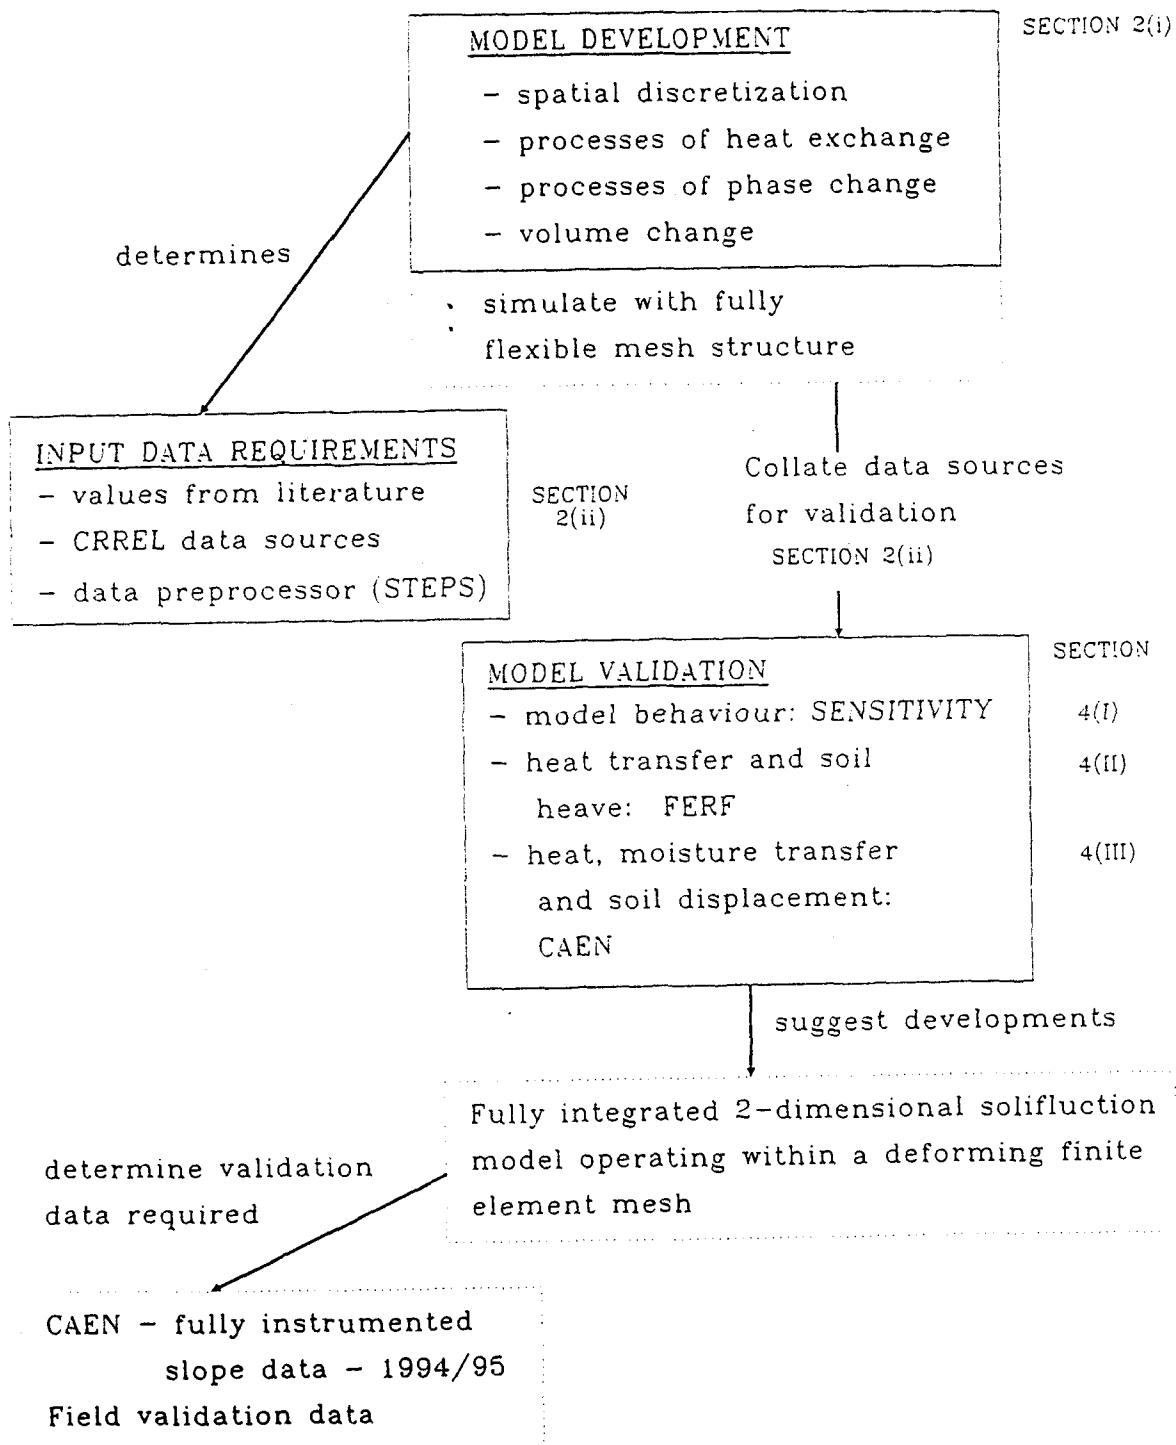 SECTION 2(i)
MODEL DEVELOPMENT
- spatial discretization
- processes of heat exchange
- processes of phase change
- volume change
determines
simulate with fully
flexible mesh structure
INPUT DATA REQUIREMENTS
- values from literature
- CRREL data sources
- data preprocessor (STEPS)
SECTION
2(ii)
Collate data sources
for validation
SECTION 2(ii)
MODEL VALIDATION
SECTION
- model behaviour: SENSITIVITY
4(I)
- heat transfer and soil
4(II)
heave: FERF
- heat, moisture transfer
4(III)
and soil displacement:
CAEN
suggest developments
Fully integrated 2-dimensional solifluction
model operating within a deforming finite
element mesh
determine validation
data required
CAEN - fully instrumented
slope data - 1994/95
Field validation data